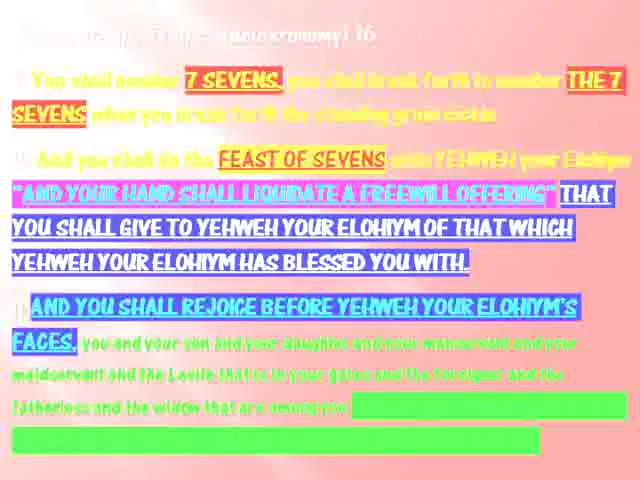 (Deuteronomy) 16
You shall number 7 SEVENS, you shall break forth to number THE 7
SEVENS when you break forth the standing grain sickle
And you shall do the FEAST OF SEVENS unto YEHWEH your Elohiym
"AND YOUR HAND SHALL LIQUIDATE A FREEWILL OFFERING" THAT
YOU SHALL GIVE TO YEHWEH YOUR ELOHIYM OF THAT WHICH
YEHWEH YOUR ELOHIYM HAS BLESSED YOU WITH.
AND YOU SHALL REJOICE BEFORE YEHWEH YOUR ELOHIYM'S
FACES, you and your son and your daughter and your manservant and your
maidservant and the Levite that is in your gates and the foreigner and the
fatherless and the widow that are among you